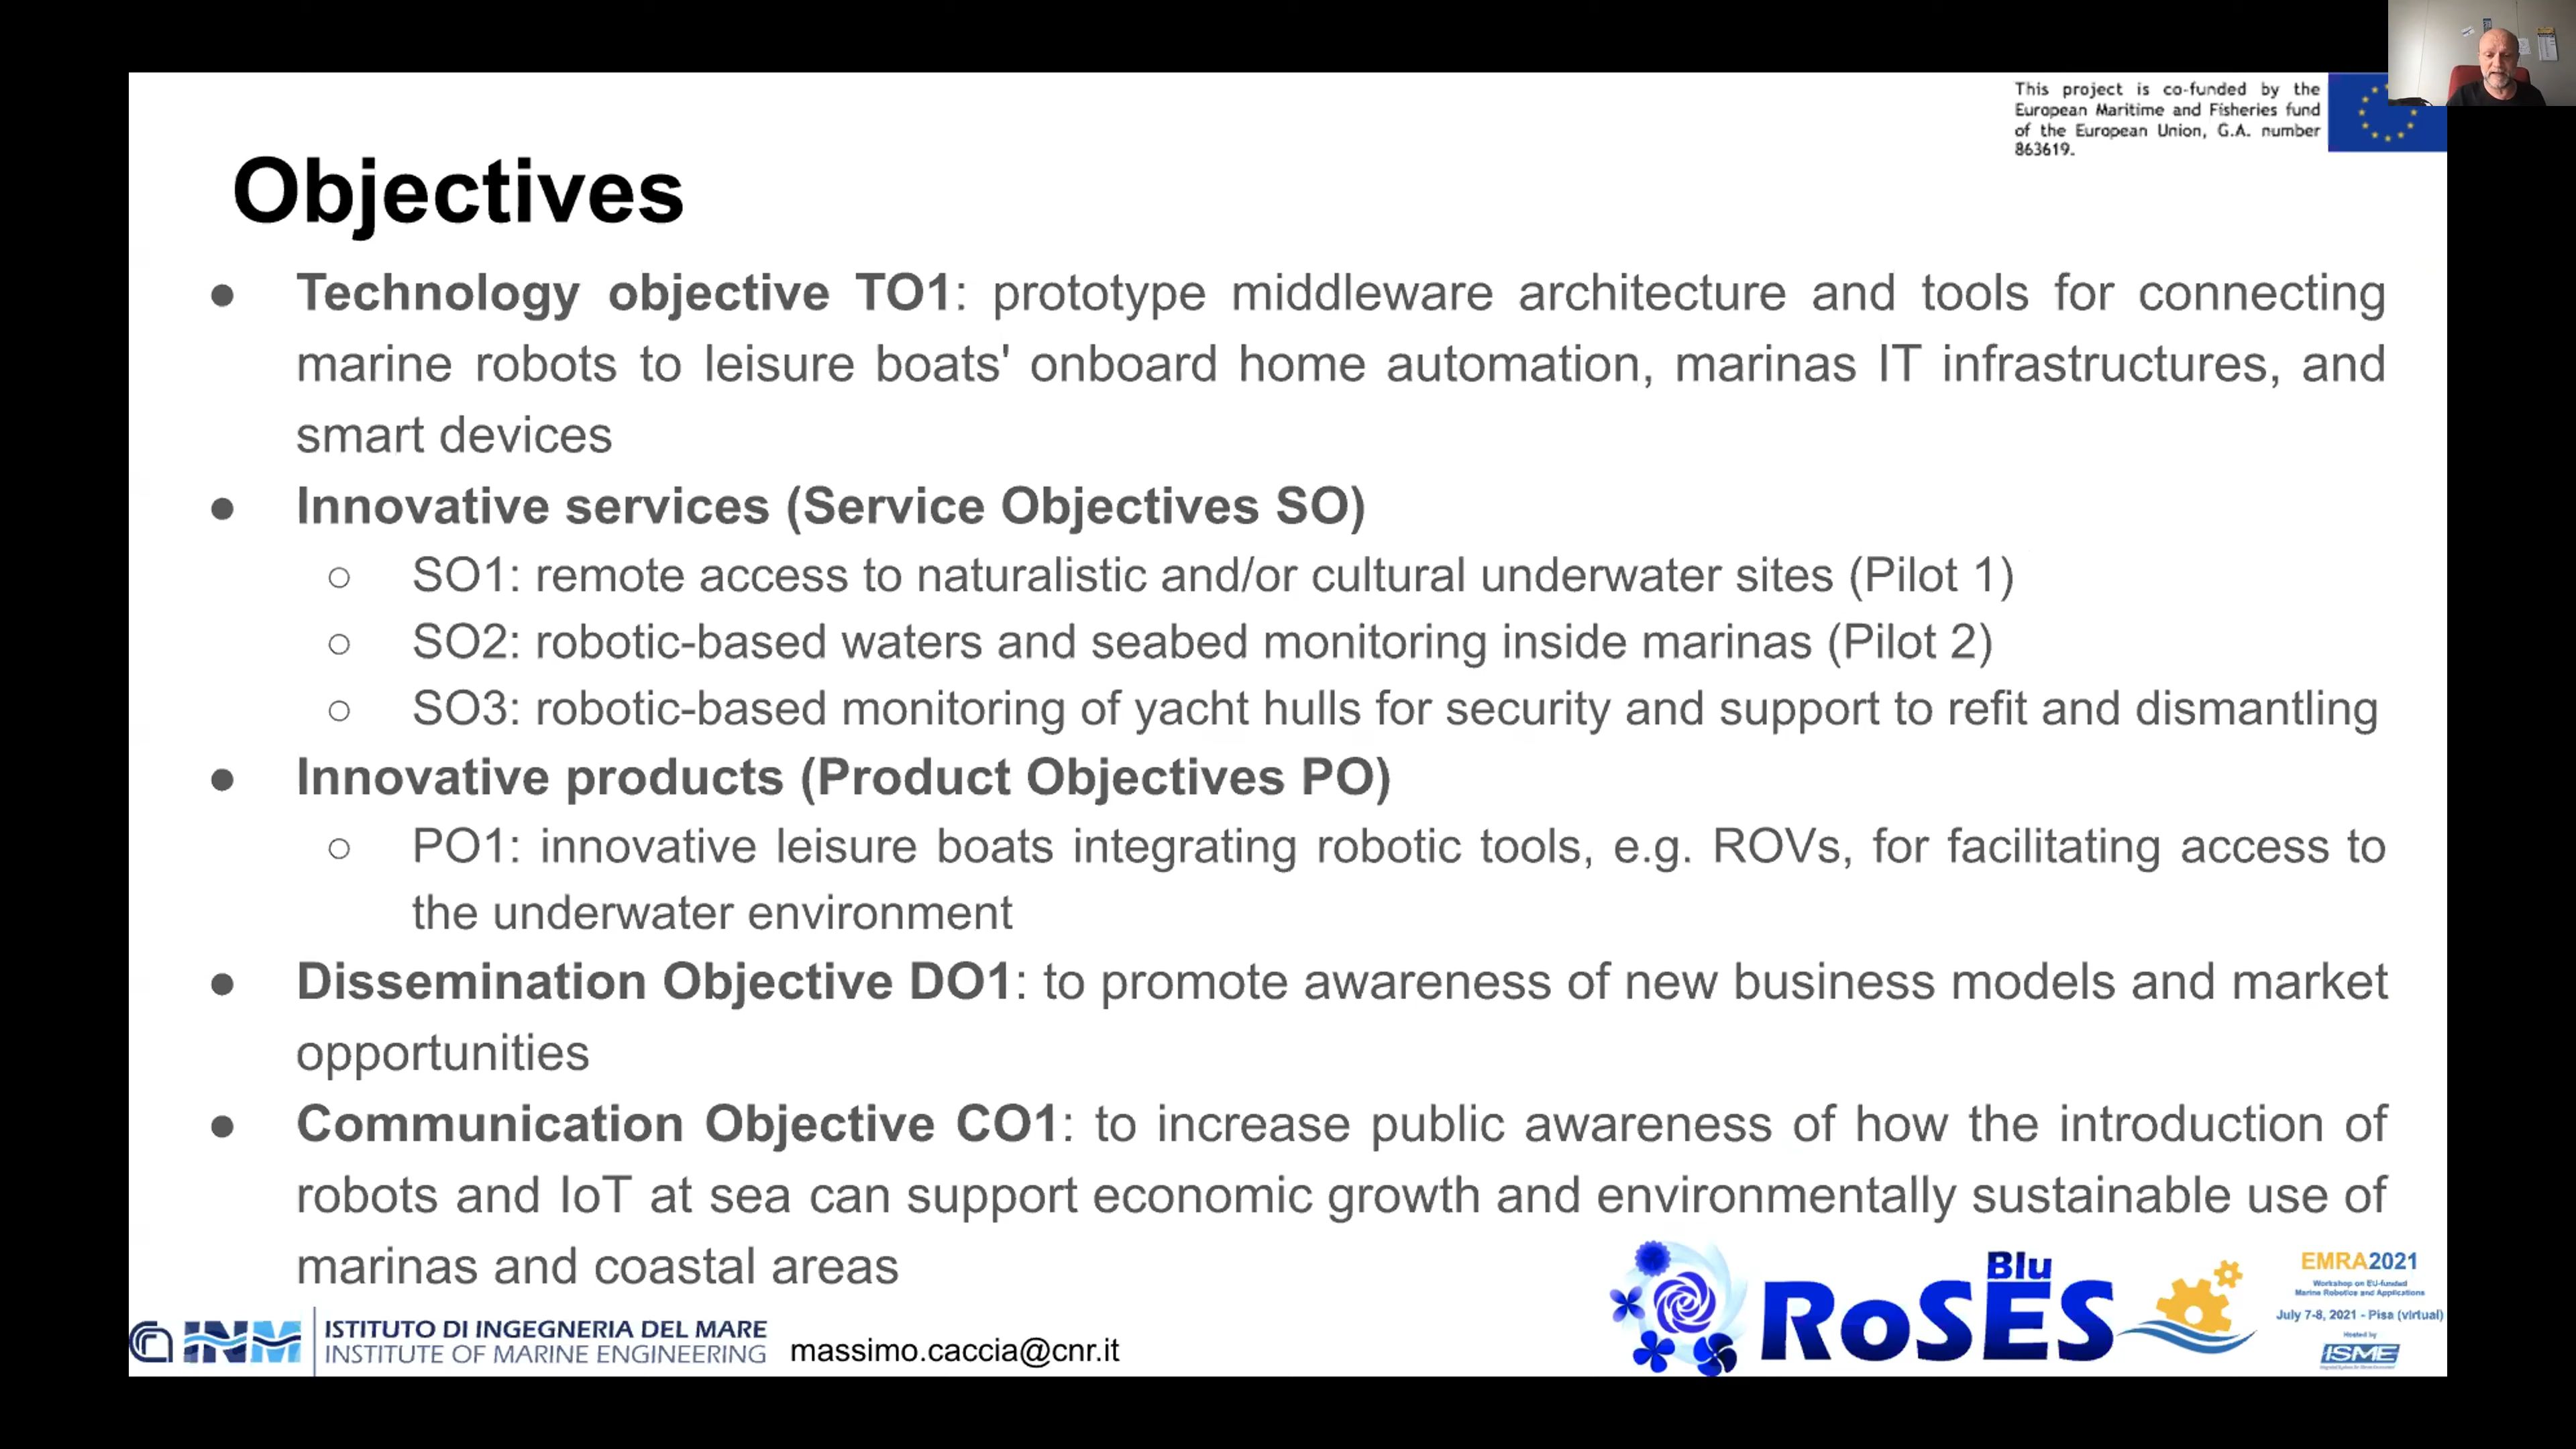 This project is co-funded by the
European Maritime and Fisheries fund
of the European Union, G.A. number
863619.
Objectives
● Technology objective TO1: prototype middleware architecture and tools for connecting
marine robots to leisure boats' onboard home automation, marinas IT infrastructures, and
smart devices
● Innovative services (Service Objectives SO)
○ SO1: remote access to naturalistic and/or cultural underwater sites (Pilot 1)
○ SO2: robotic-based waters and seabed monitoring inside marinas (Pilot 2)
○ SO3: robotic-based monitoring of yacht hulls for security and support to refit and dismantling
● Innovative products (Product Objectives PO)
○ PO1: innovative leisure boats integrating robotic tools, e.g. ROVs, for facilitating access to
the underwater environment
● Dissemination Objective DO1: to promote awareness of new business models and market
opportunities
● Communication Objective CO1: to increase public awareness of how the introduction of
robots and IoT at sea can support economic growth and environmentally sustainable use of
marinas and coastal areas
INM
ISTITUTO DI INGEGNERIA DEL MARE
INSTITUTE OF MARINE ENGINEERING
massimo.caccia@cnr.it
Blu
RoSES
EMRA2021
Workshop on EU-funded
Marine Robotics and Applications
July 7-8, 2021 - Pisa (virtual)
Hosted by
ISME